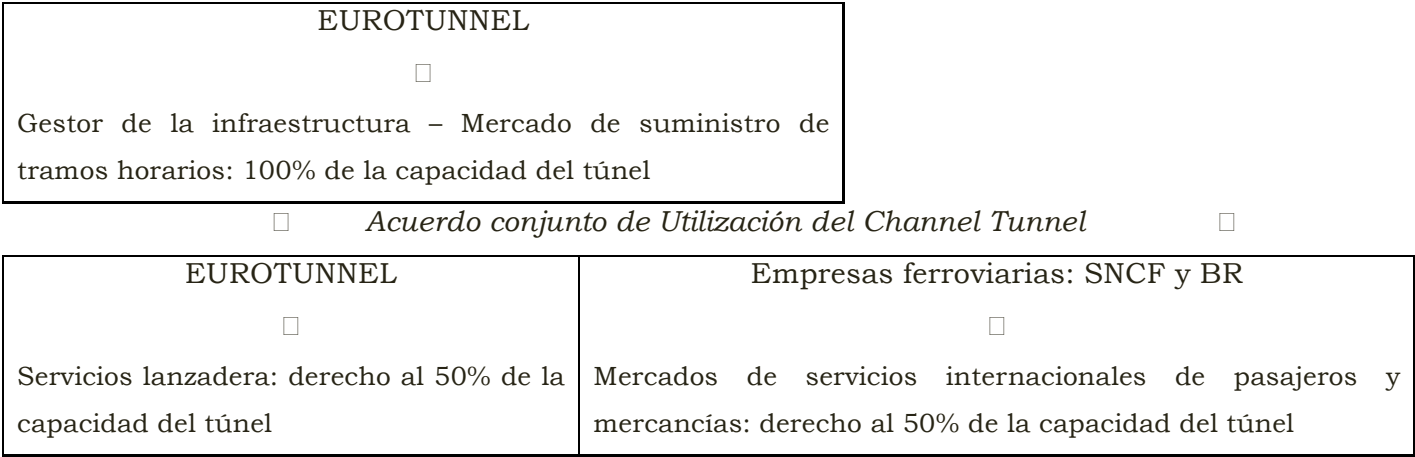 EUROTUNNEL
Gestor de la infraestructura – Mercado de suministro de
tramos horarios: 100% de la capacidad del túnel
Acuerdo conjunto de Utilización del Channel Tunnel
EUROTUNNEL
Servicios lanzadera: derecho al 50% de la
capacidad del túnel
Empresas ferroviarias: SNCF y BR
Mercados de servicios internacionales de pasajeros y
mercancías: derecho al 50% de la capacidad del túnel